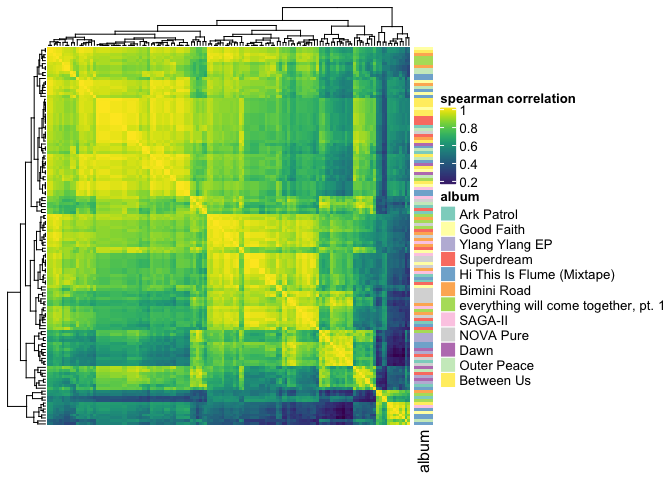 spearman correlation
1
0.8
0.6
0.4
0.2
album
Ark Patrol
Good Faith
Ylang Ylang EP
Superdream
Hi This Is Flume (Mixtape)
Bimini Road
everything will come together, pt. 1
SAGA-II
NOVA Pure
Dawn
Outer Peace
Between Us
album